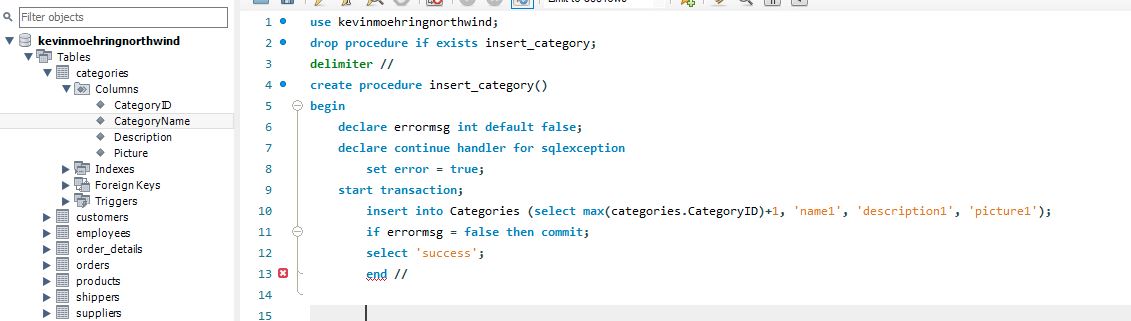 Limit to 5001 rows
Filter objects
kevinmoehringnorthwind
Tables
categories
Columns
CategoryID
CategoryName
Description
Picture
Indexes
Foreign Keys
Triggers
customers
employees
order_details
orders
products
shippers
suppliers
1 use kevinmoehringnorthwind;
2 drop procedure if exists insert_category;
3 delimiter //
4 create procedure insert_category()
5 begin
6 declare errormsg int default false;
7 declare continue handler for sqlexception
8 set error = true;
9 start transaction;
10 insert into Categories (select max(categories.CategoryID)+1, 'name1', 'description1', 'picture1');
11 if errormsg = false then commit;
12 select 'success';
13 end //
14
15